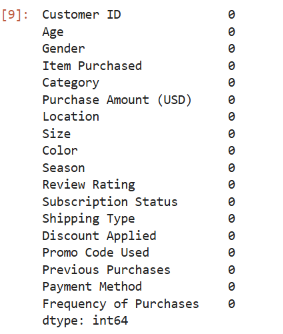 [9]: Customer ID 0
Age 0
Gender 0
Item Purchased 0
Category 0
Purchase Amount (USD) 0
Location 0
Size 0
Color 0
Season 0
Review Rating 0
Subscription Status 0
Shipping Type 0
Discount Applied 0
Promo Code Used 0
Previous Purchases 0
Payment Method 0
Frequency of Purchases 0
dtype: int64